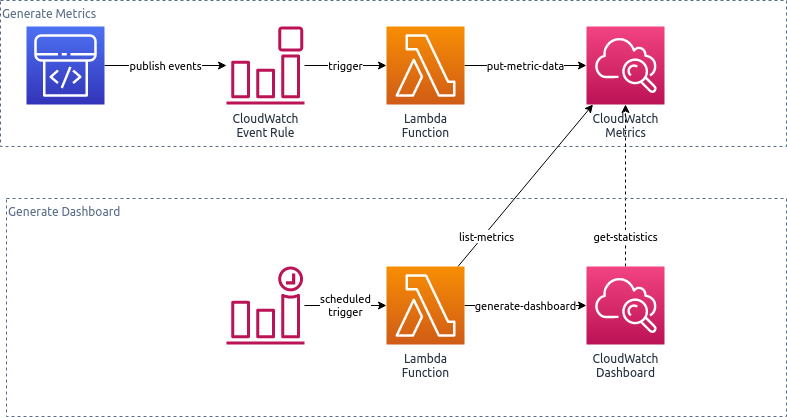 Generate Metrics
publish events
trigger
put-metric-data
CloudWatch
Event Rule
Lambda
Function
CloudWatch
Metrics
Generate Dashboard
list-metrics
get-statistics
scheduled
trigger
generate-dashboard
Lambda
Function
CloudWatch
Dashboard